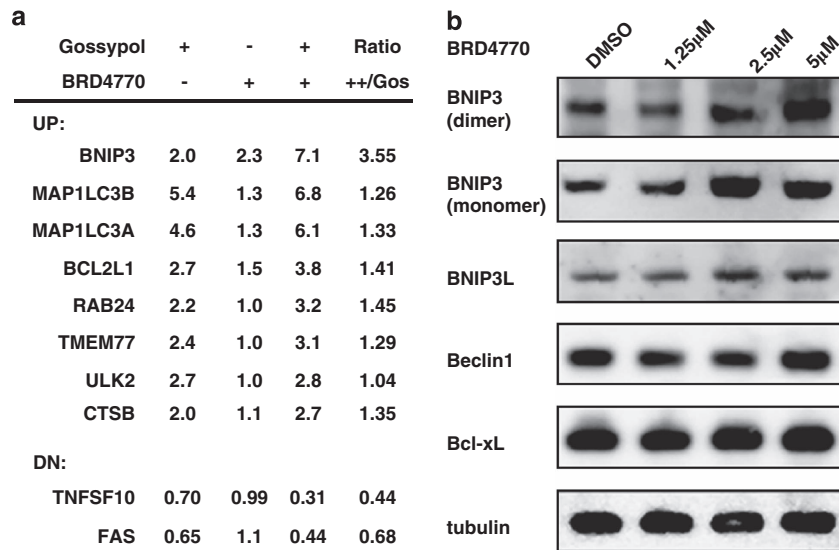 a
Gossypol + - + Ratio
BRD4770 - + + ++/Gos
UP:
BNIP3 2.0 2.3 7.1 3.55
MAP1LC3B 5.4 1.3 6.8 1.26
MAP1LC3A 4.6 1.3 6.1 1.33
BCL2L1 2.7 1.5 3.8 1.41
RAB24 2.2 1.0 3.2 1.45
TMEM77 2.4 1.0 3.1 1.29
ULK2 2.7 1.0 2.8 1.04
CTSB 2.0 1.1 2.7 1.35
DN:
TNFSF10 0.70 0.99 0.31 0.44
FAS 0.65 1.1 0.44 0.68
b
BRD4770 DMSO 1.25μM 2.5μM 5μM
BNIP3
(dimer)
BNIP3
(monomer)
BNIP3L
Beclin1
Bcl-xL
tubulin